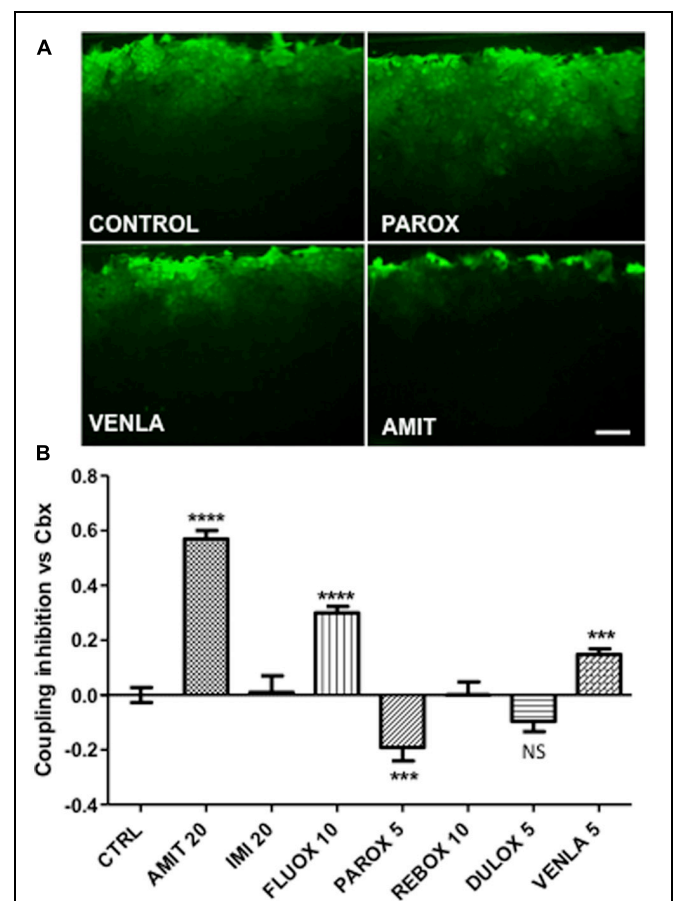 A
CONTROL
PAROX
VENLA
AMIT
B
Coupling inhibition vs Cbx
0.8
0.6
0.4
0.2
0.0
-0.2
-0.4
****
****
***
NS
***
CTRL
AMIT 20
IMI 20
FLUOX 10
PAROX 5
REBOX 10
DULOX 5
VENLA 5